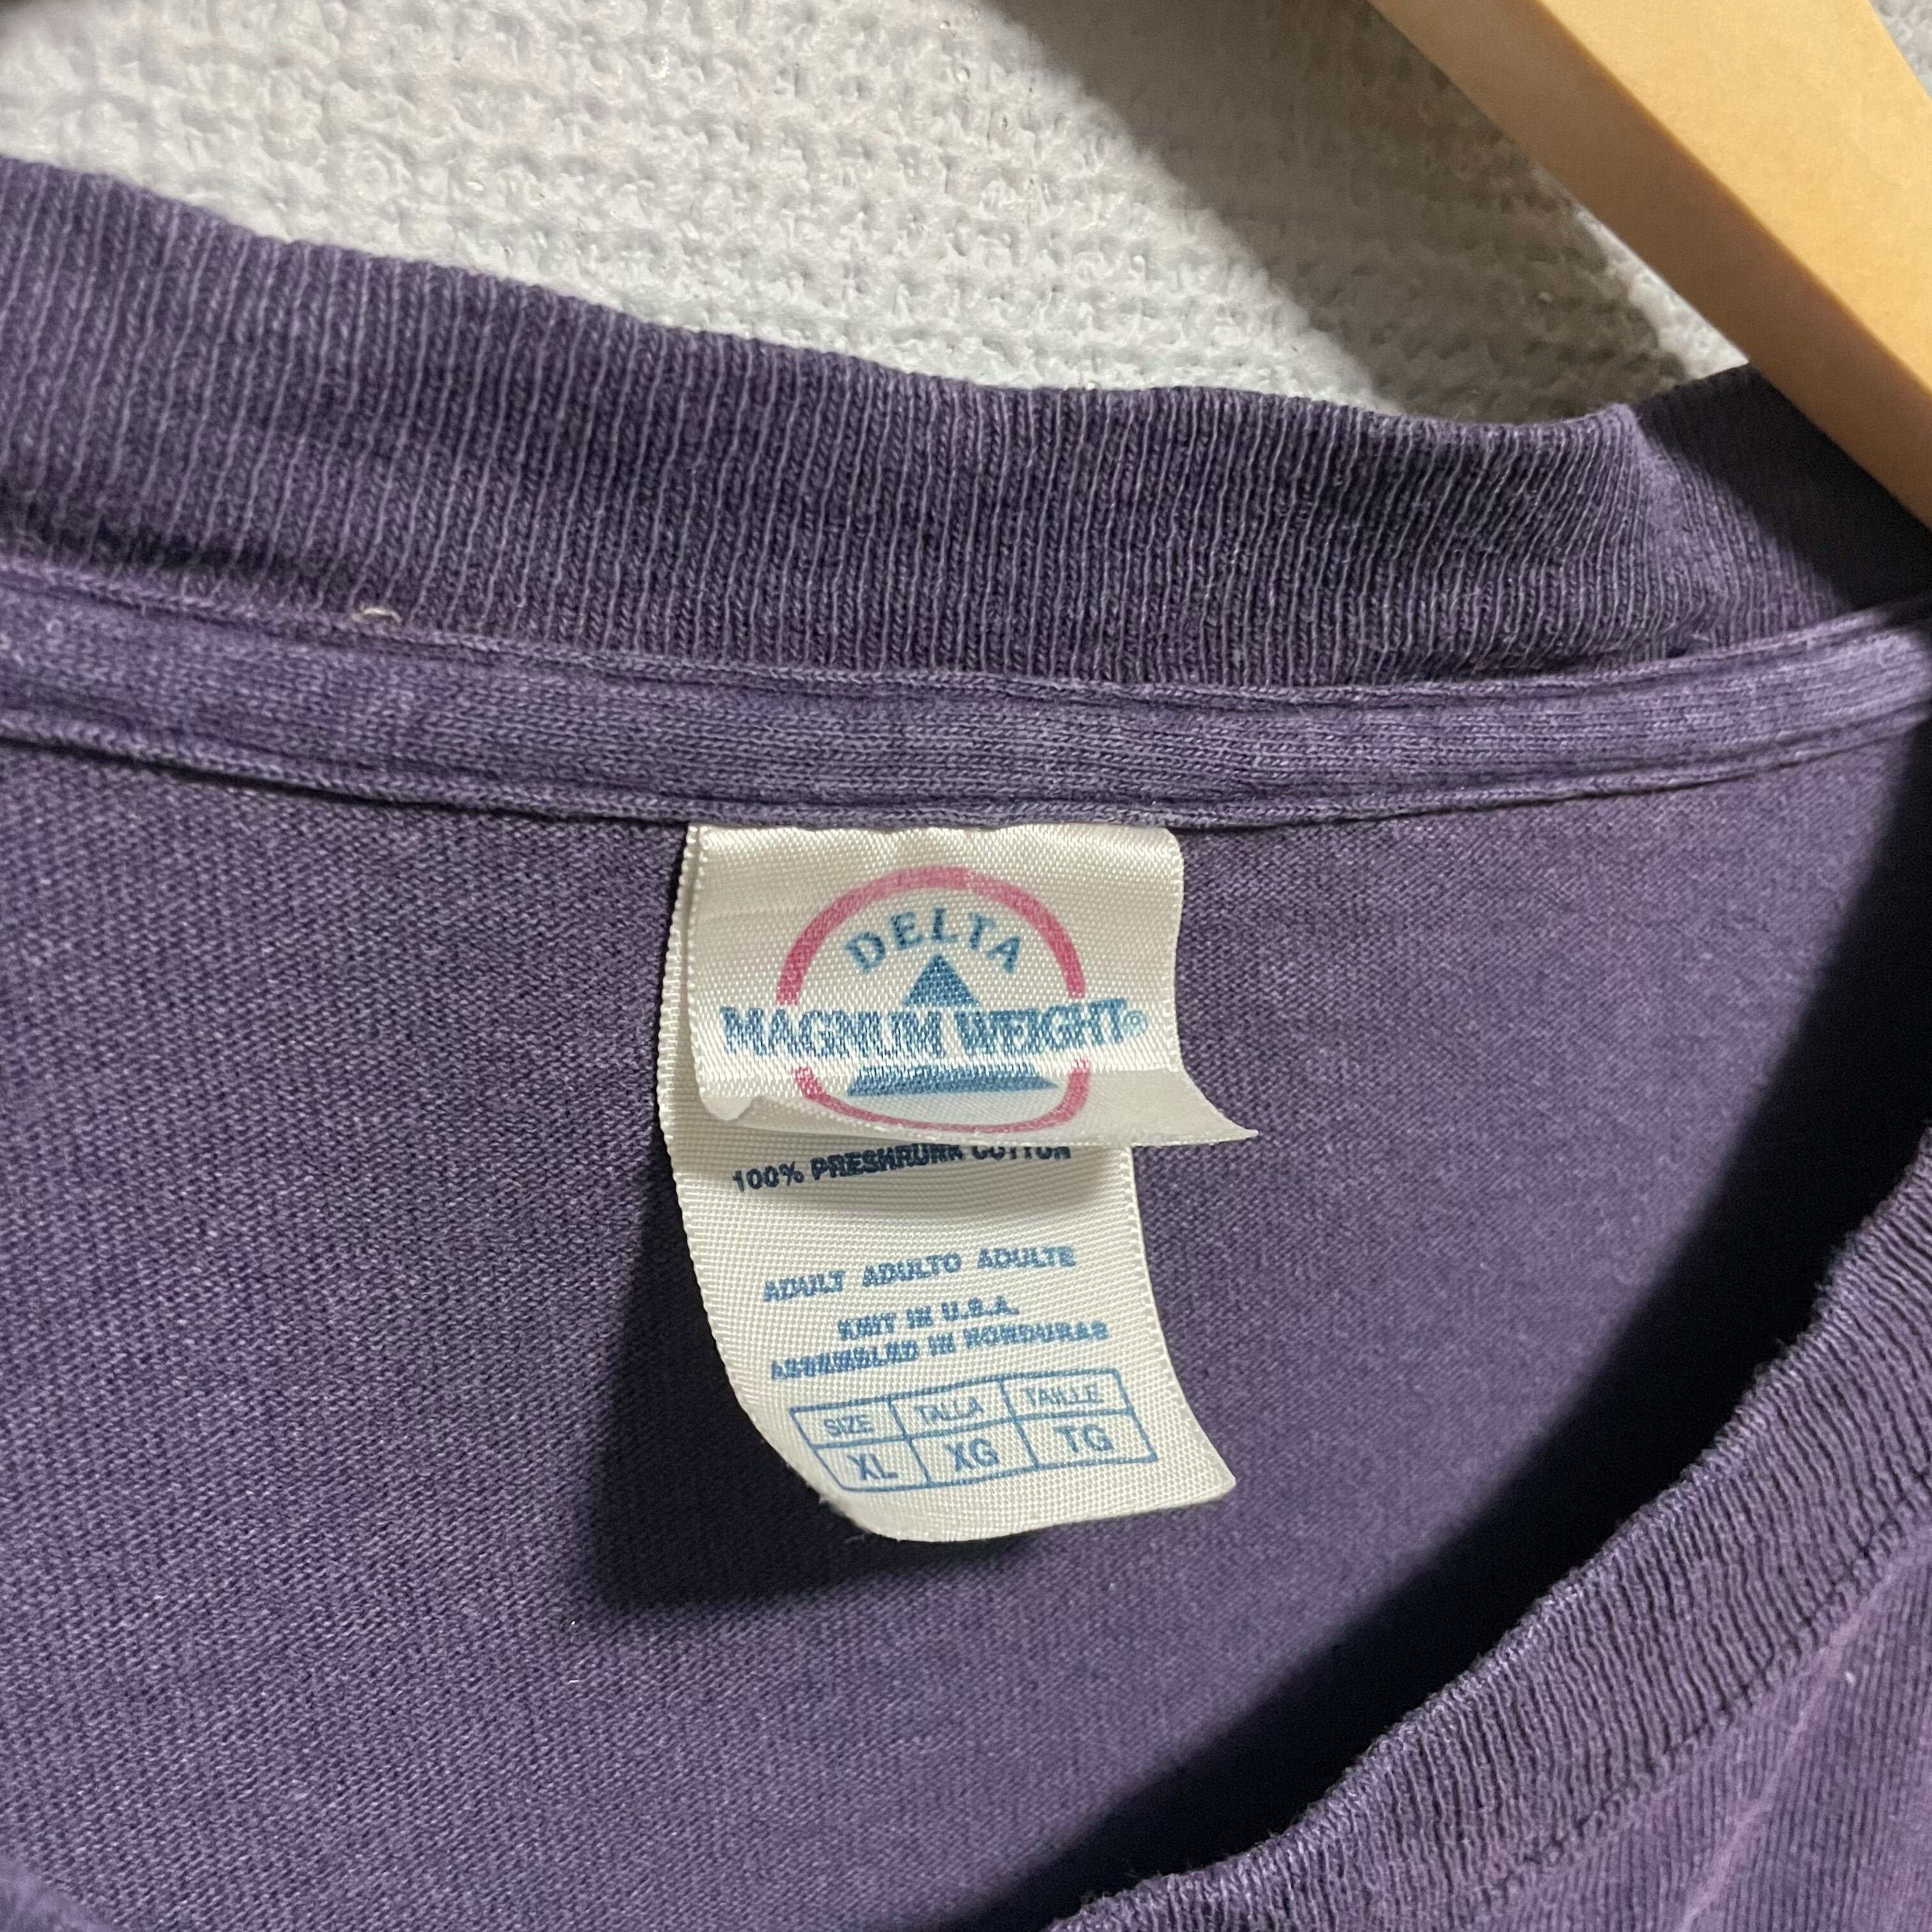 DELTA
MAGNUM WEIGHT®
100% PRESHRUNK COTTON
ADULT ADULTO ADULTE
KNIT IN U.S.A.
ASSEMBLED IN HONDURAS
SIZE TALLA TAILLE
XL XG TG